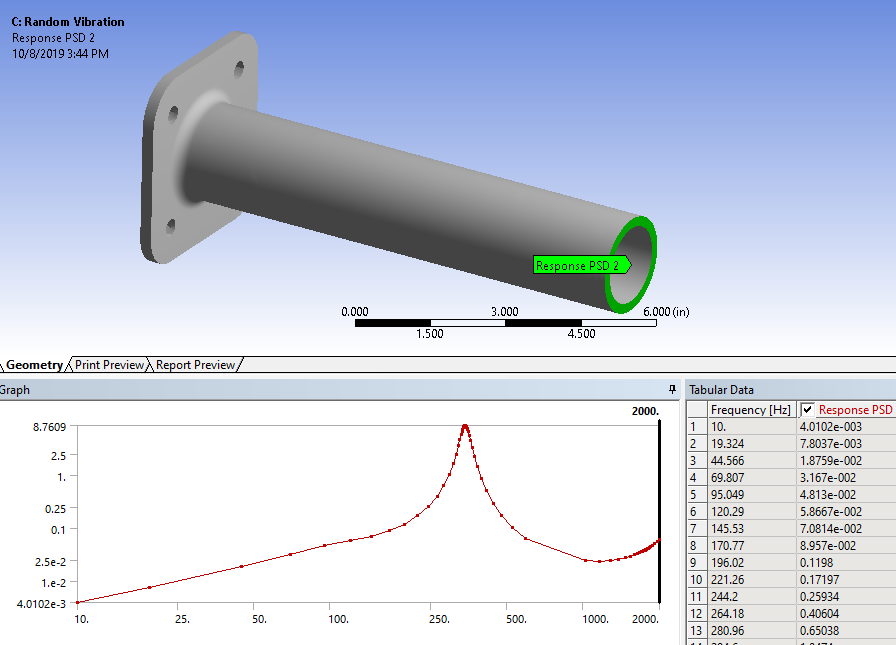 C: Random Vibration
Response PSD 2
10/8/2019 3:44 PM
Response PSD 2
0.000 3.000 6.000 (in)
1.500 4.500
Geometry Print Preview Report Preview
Graph
2000.
8.7609
2.5
1.
0.25
0.1
2.5e-2
1.e-2
4.0102e-3
10. 25. 50. 100. 250. 500. 1000. 2000.
Tabular Data
Frequency [Hz] Response PSD
1 10. 4.0102e-003
2 19.324 7.8037e-003
3 44.566 1.8759e-002
4 69.807 3.167e-002
5 95.049 4.813e-002
6 120.29 5.8667e-002
7 145.53 7.0814e-002
8 170.77 8.957e-002
9 196.02 0.1198
10 221.26 0.17197
11 244.2 0.25934
12 264.18 0.40604
13 280.96 0.65038